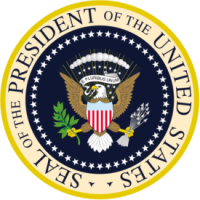 SEAL OF THE PRESIDENT OF THE UNITED STATES
E PLURIBUS UNUM